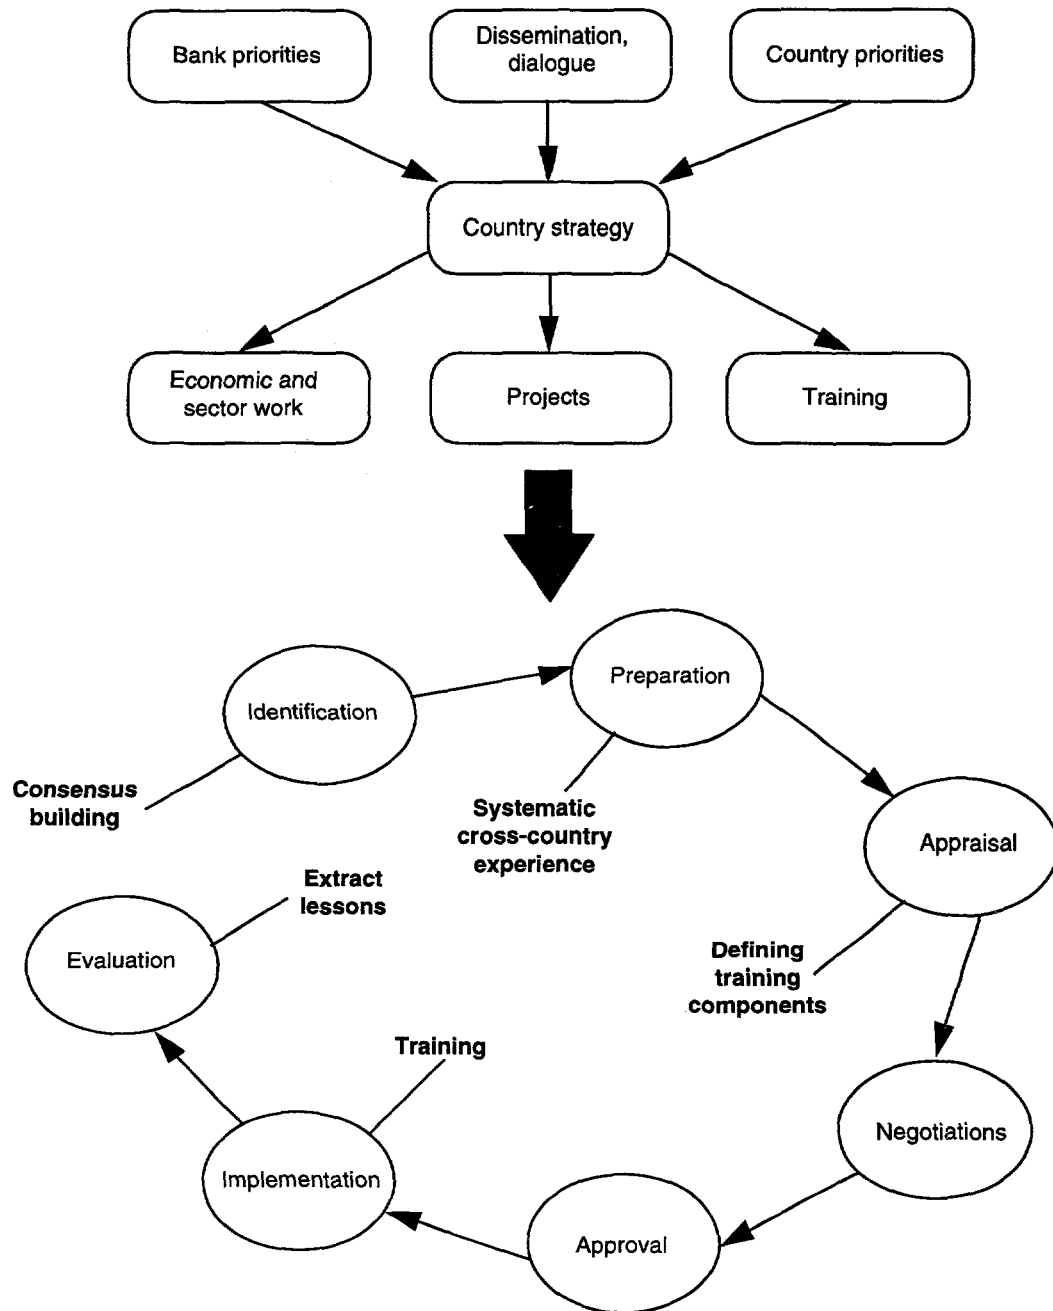 Bank priorities
Dissemination,
dialogue
Country priorities
Country strategy
Economic and
sector work
Projects
Training
Identification
Preparation
Consensus
building
Systematic
cross-country
experience
Appraisal
Extract
lessons
Evaluation
Defining
training
components
Training
Negotiations
Implementation
Approval